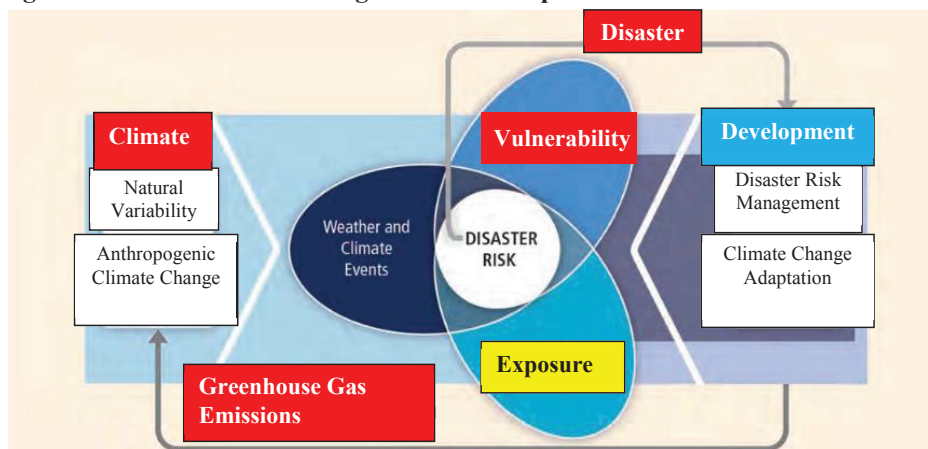 Disaster
Climate
Natural
Variability
Anthropogenic
Climate Change
Weather and
Climate
Events
Vulnerability
DISASTER
RISK
Exposure
Development
Disaster Risk
Management
Climate Change
Adaptation
Greenhouse Gas
Emissions